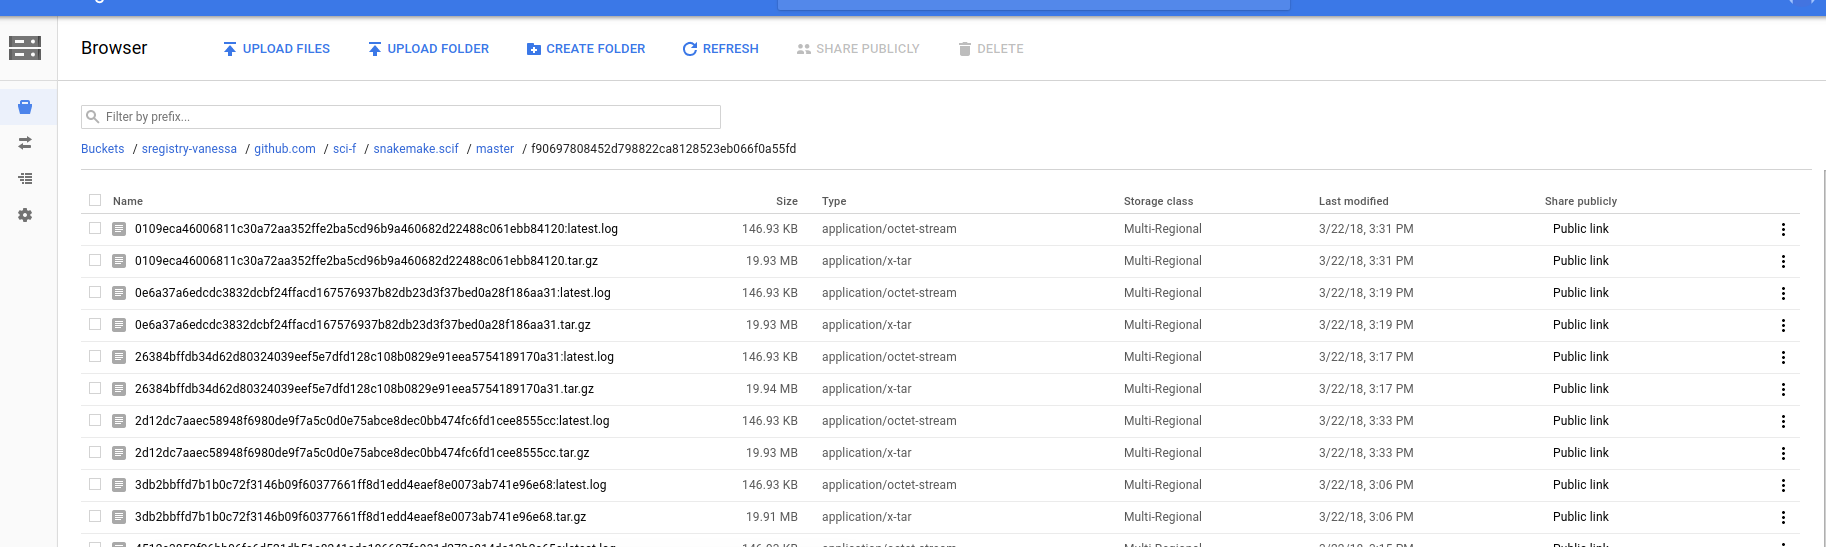 Browser UPLOAD FILES UPLOAD FOLDER CREATE FOLDER REFRESH SHARE PUBLICLY DELETE
Filter by prefix...
Buckets / sregistry-vanessa / github.com / sci-f / snakemake.scif / master / f90697808452d798822ca8128523eb066f0a55fd
Name Size Type Storage class Last modified Share publicly
0109eca46006811c30a72aa352ffe2ba5cd96b9a460682d22488c061ebb84120:latest.log 146.93 KB application/octet-stream Multi-Regional 3/22/18, 3:31 PM Public link
0109eca46006811c30a72aa352ffe2ba5cd96b9a460682d22488c061ebb84120.tar.gz 19.93 MB application/x-tar Multi-Regional 3/22/18, 3:31 PM Public link
0e6a37a6edcdc3832dcbf24ffacd167576937b82db23d3f37bed0a28f186aa31:latest.log 146.93 KB application/octet-stream Multi-Regional 3/22/18, 3:19 PM Public link
0e6a37a6edcdc3832dcbf24ffacd167576937b82db23d3f37bed0a28f186aa31.tar.gz 19.93 MB application/x-tar Multi-Regional 3/22/18, 3:19 PM Public link
26384bffdb34d62d80324039eef5e7dfd128c108b0829e91eea5754189170a31:latest.log 146.93 KB application/octet-stream Multi-Regional 3/22/18, 3:17 PM Public link
26384bffdb34d62d80324039eef5e7dfd128c108b0829e91eea5754189170a31.tar.gz 19.94 MB application/x-tar Multi-Regional 3/22/18, 3:17 PM Public link
2d12dc7aaec58948f6980de9f7a5c0d0e75abce8dec0bb474fc6fd1cee8555cc:latest.log 146.93 KB application/octet-stream Multi-Regional 3/22/18, 3:33 PM Public link
2d12dc7aaec58948f6980de9f7a5c0d0e75abce8dec0bb474fc6fd1cee8555cc.tar.gz 19.93 MB application/x-tar Multi-Regional 3/22/18, 3:33 PM Public link
3db2bbffd7b1b0c72f3146b09f60377661ff8d1edd4eaef8e0073ab741e96e68:latest.log 146.93 KB application/octet-stream Multi-Regional 3/22/18, 3:06 PM Public link
3db2bbffd7b1b0c72f3146b09f60377661ff8d1edd4eaef8e0073ab741e96e68.tar.gz 19.91 MB application/x-tar Multi-Regional 3/22/18, 3:06 PM Public link